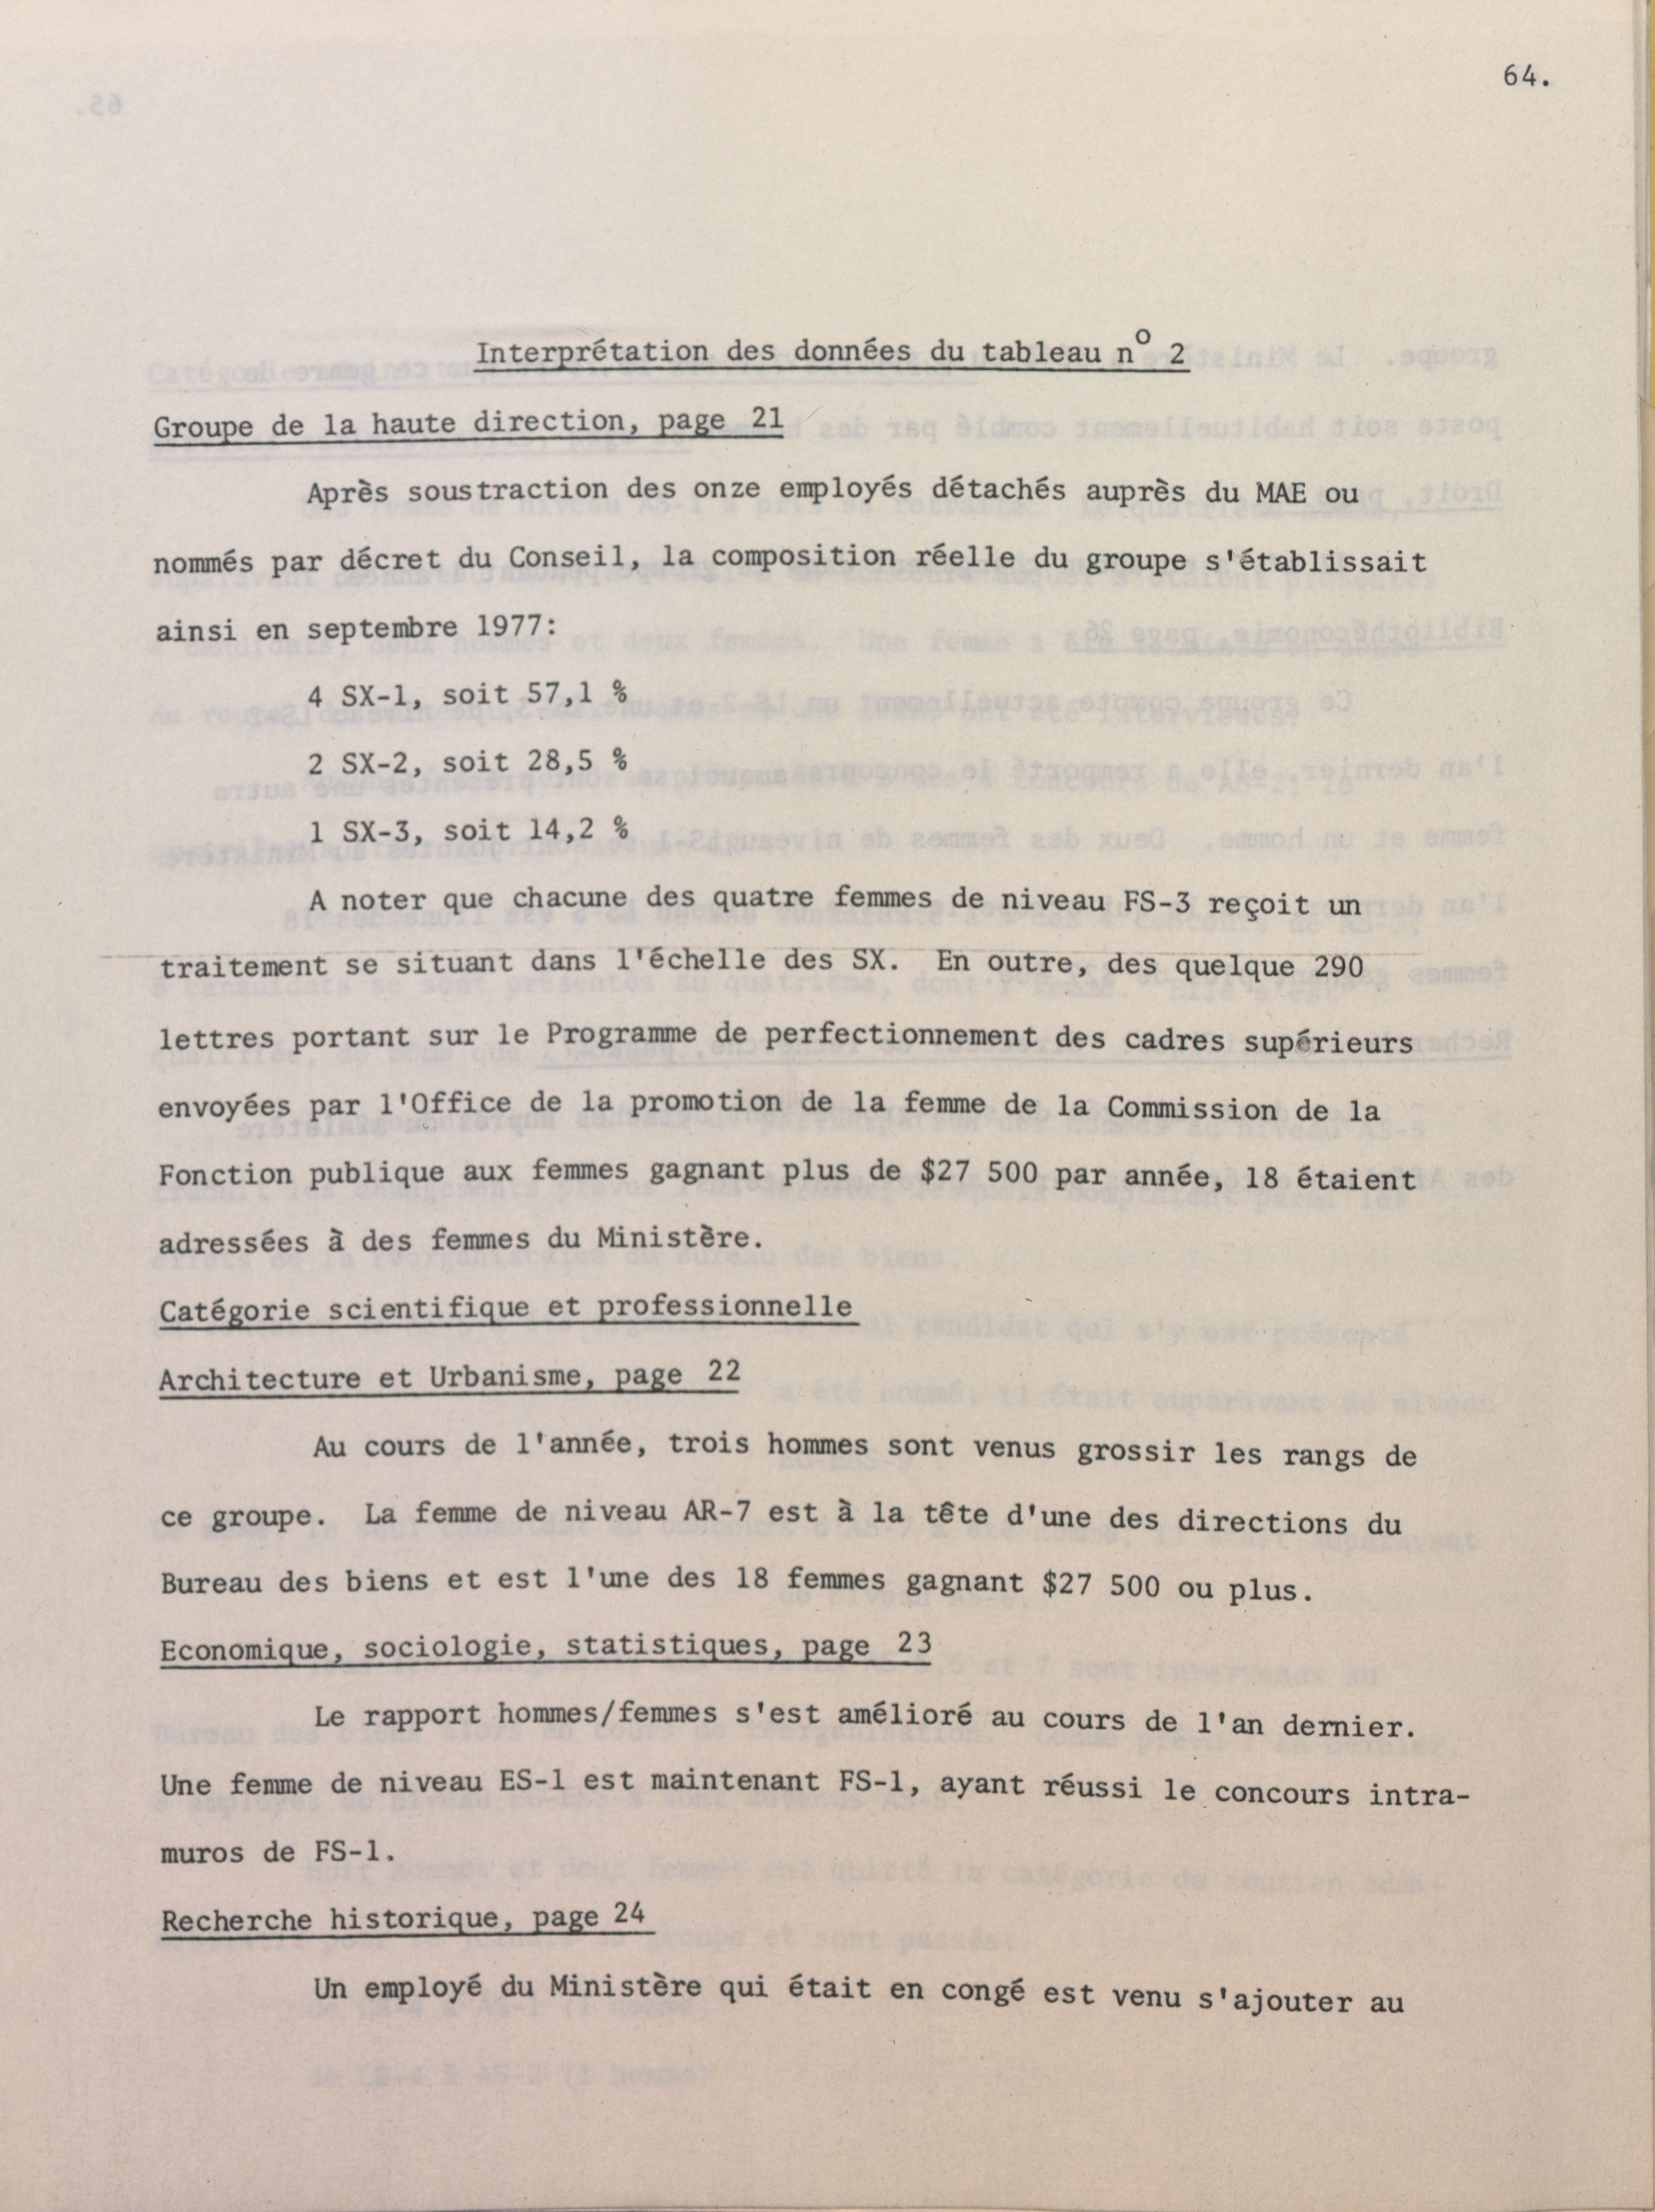 64.
Interprétation des données du tableau nº 2
Groupe de la haute direction, page 21
Après soustraction des onze employés détachés auprès du MAE ou
nommés par décret du Conseil, la composition réelle du groupe s'établissait
ainsi en septembre 1977:
4 SX-1, soit 57,1 %
2 SX-2, soit 28,5 %
1 SX-3, soit 14,2 %
A noter que chacune des quatre femmes de niveau FS-3 reçoit un
traitement se situant dans l'échelle des SX. En outre, des quelque 290
lettres portant sur le Programme de perfectionnement des cadres supérieurs
envoyées par l'Office de la promotion de la femme de la Commission de la
Fonction publique aux femmes gagnant plus de $27 500 par année, 18 étaient
adressées à des femmes du Ministère.
Catégorie scientifique et professionnelle
Architecture et Urbanisme, page 22
Au cours de l'année, trois hommes sont venus grossir les rangs de
ce groupe. La femme de niveau AR-7 est à la tête d'une des directions du
Bureau des biens et est l'une des 18 femmes gagnant $27 500 ou plus.
Economique, sociologie, statistiques, page 23
Le rapport hommes/femmes s'est amélioré au cours de l'an dernier.
Une femme de niveau ES-1 est maintenant FS-1, ayant réussi le concours intra-
muros de FS-1.
Recherche historique, page 24
Un employé du Ministère qui était en congé est venu s'ajouter au